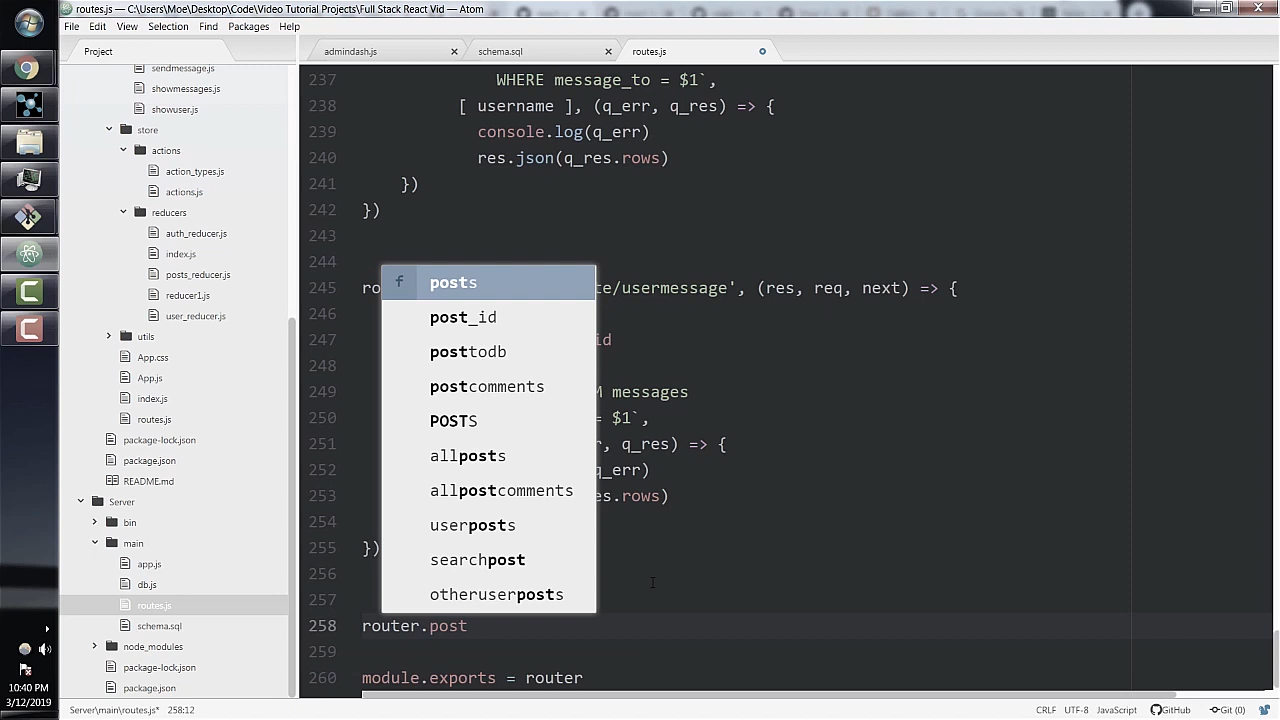 routes.js — C:\Users\Moe\Desktop\Code\Video Tutorial Projects\Full Stack React Vid — Atom
File Edit View Selection Find Packages Help
Project
admindash.js
schema.sql
routes.js
sendmessage.js
showmessages.js
showuser.js
store
actions
action_types.js
actions.js
reducers
auth_reducer.js
index.js
posts_reducer.js
reducer1.js
user_reducer.js
utils
App.css
App.js
index.js
routes.js
package-lock.json
package.json
README.md
Server
bin
main
app.js
db.js
routes.js
schema.sql
node_modules
package-lock.json
package.json
237 WHERE message_to = $1`,
238 [ username ], (q_err, q_res) => {
239 console.log(q_err)
240 res.json(q_res.rows)
241 })
242 })
243
244
245 ro te/usermessage', (res, req, next) => {
246
247 id
248
249 M messages
250 = $1`,
251 , q_res) => {
252 q_err)
253 es.rows)
254
255 })
256
257
258 router.post
259
260 module.exports = router
f posts
post_id
posttodb
postcomments
POSTS
allposts
allpostcomments
userposts
searchpost
otheruserposts
10:40 PM
3/12/2019
Server\main\routes.js* 258:12
CRLF UTF-8 JavaScript GitHub Git (0)